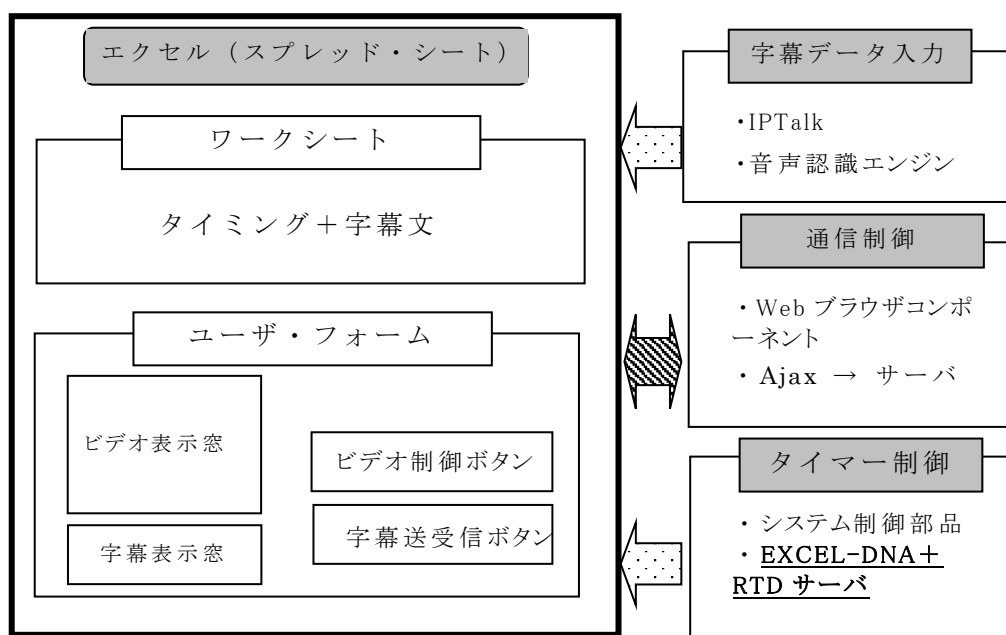 エクセル（スプレッド・シート）
ワークシート
タイミング＋字幕文
ユーザ・フォーム
ビデオ表示窓
字幕表示窓
ビデオ制御ボタン
字幕送受信ボタン
字幕データ入力
・IPTalk
・音声認識エンジン
通信制御
・Web ブラウザコンポ
ーネント
・Ajax → サーバ
タイマー制御
・システム制御部品
・EXCEL-DNA＋
RTD サーバ